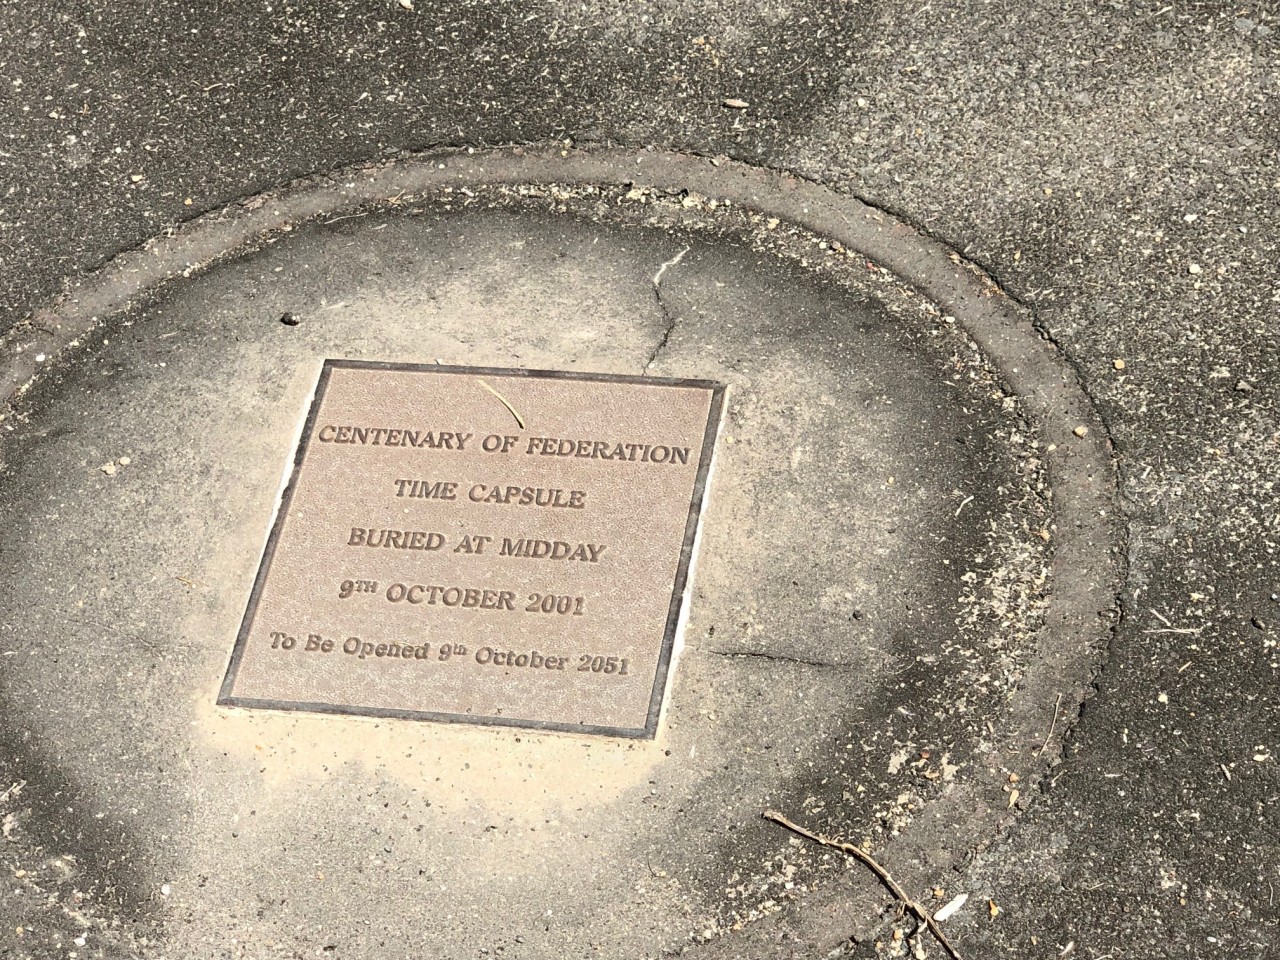 CENTENARY OF FEDERATION
TIME CAPSULE
BURIED AT MIDDAY
9TH OCTOBER 2001
To Be Opened 9th October 2051